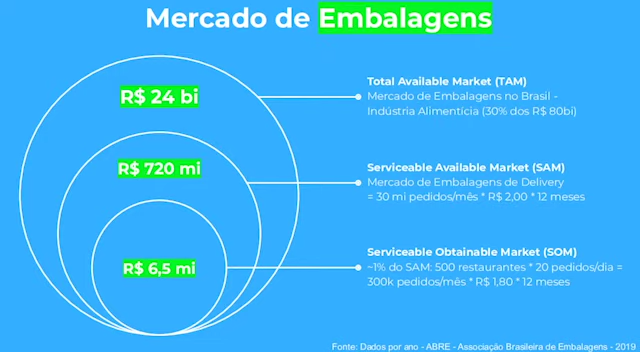 Mercado de Embalagens
R$ 24 bi
Total Available Market (TAM)
Mercado de Embalagens no Brasil -
Indústria Alimentícia (30% dos R$ 80bi)
R$ 720 mi
Serviceable Available Market (SAM)
Mercado de Embalagens de Delivery
= 30 mi pedidos/mês * R$ 2,00 * 12 meses
R$ 6,5 mi
Serviceable Obtainable Market (SOM)
~1% do SAM: 500 restaurantes * 20 pedidos/dia =
300k pedidos/mês * R$ 1,80 * 12 meses
Fonte: Dados por ano - ABRE - Associação Brasileira de Embalagens - 2019